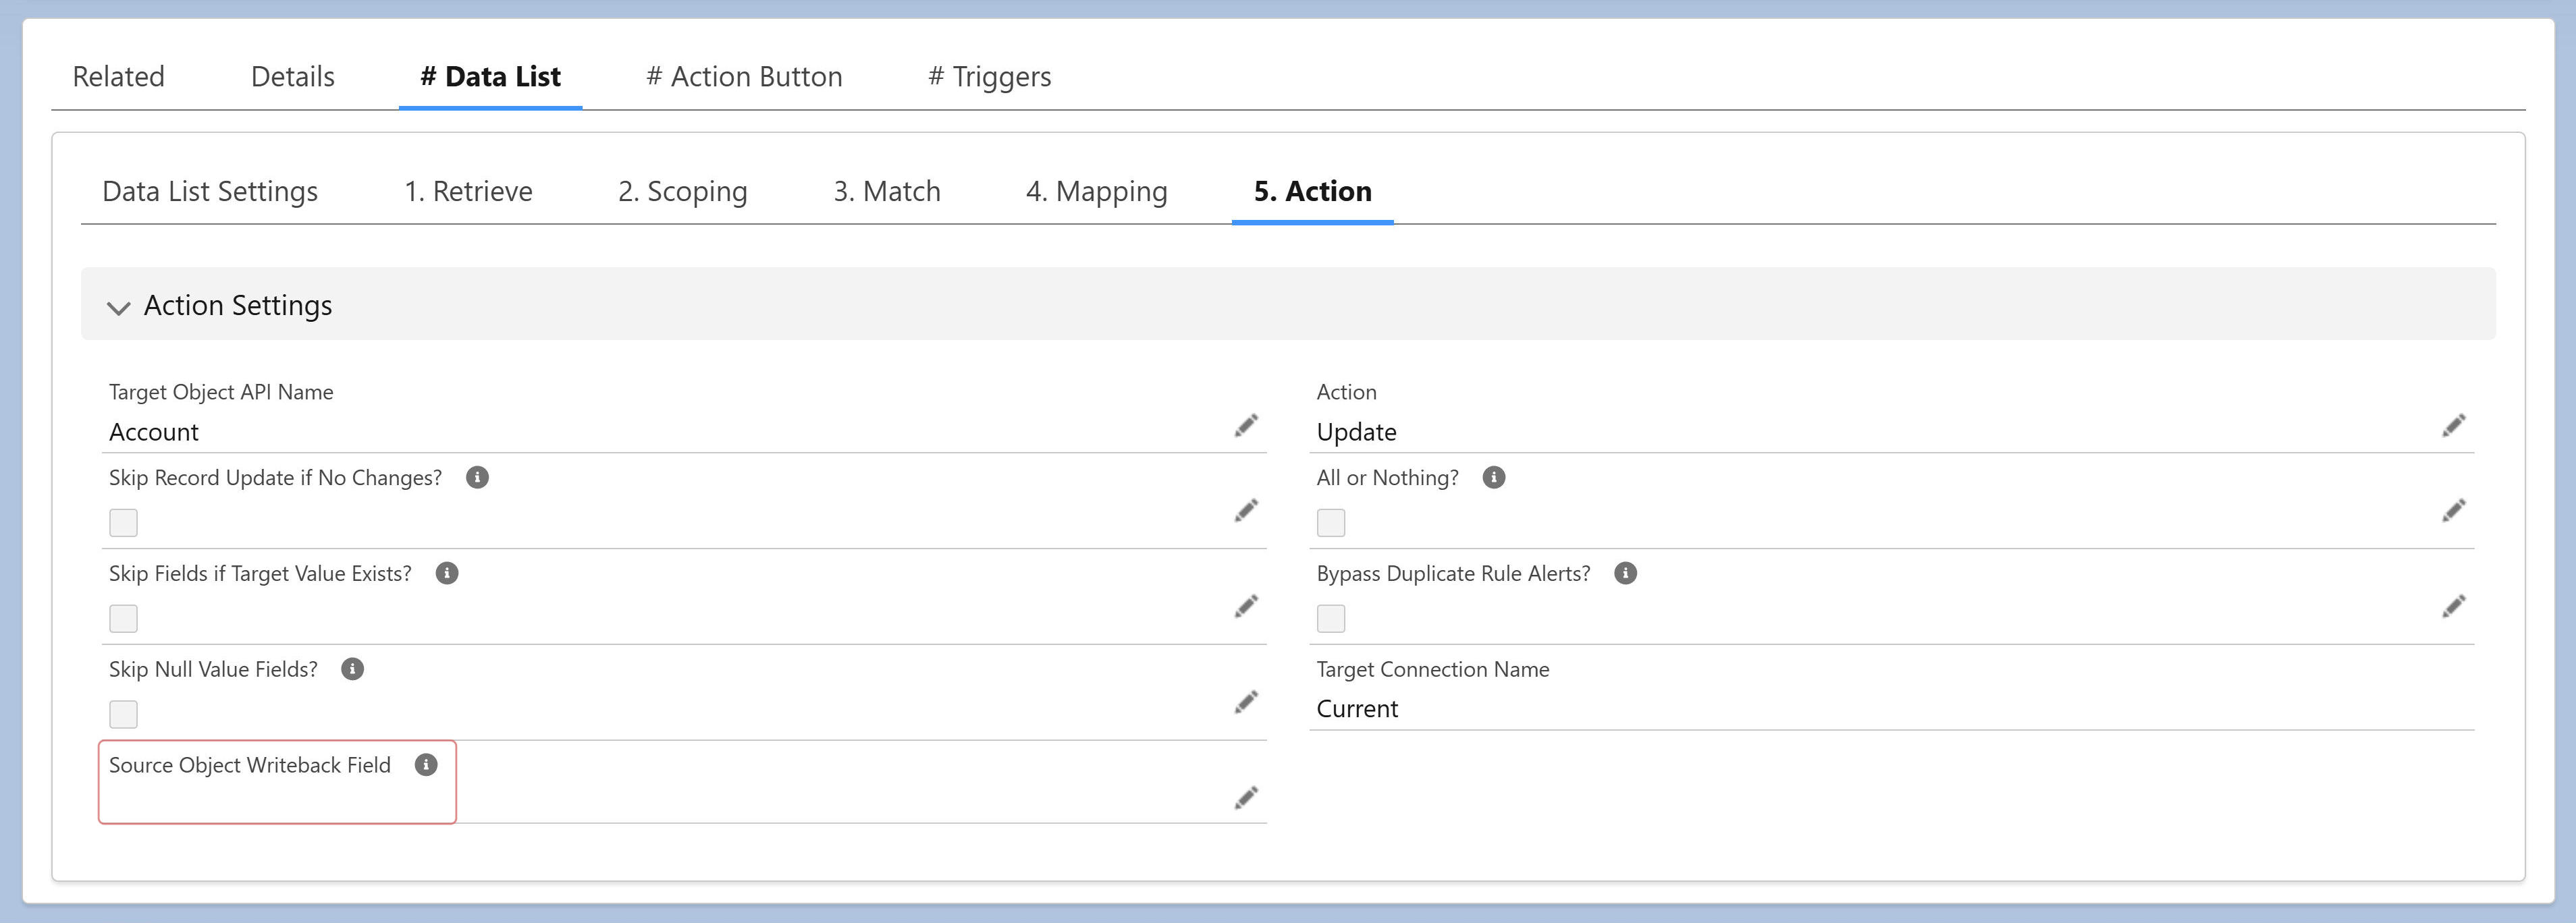 Related Details # Data List # Action Button # Triggers
Data List Settings 1. Retrieve 2. Scoping 3. Match 4. Mapping 5. Action
Action Settings
Target Object API Name
Account
Action
Update
Skip Record Update if No Changes?
All or Nothing?
Skip Fields if Target Value Exists?
Bypass Duplicate Rule Alerts?
Skip Null Value Fields?
Target Connection Name
Current
Source Object Writeback Field